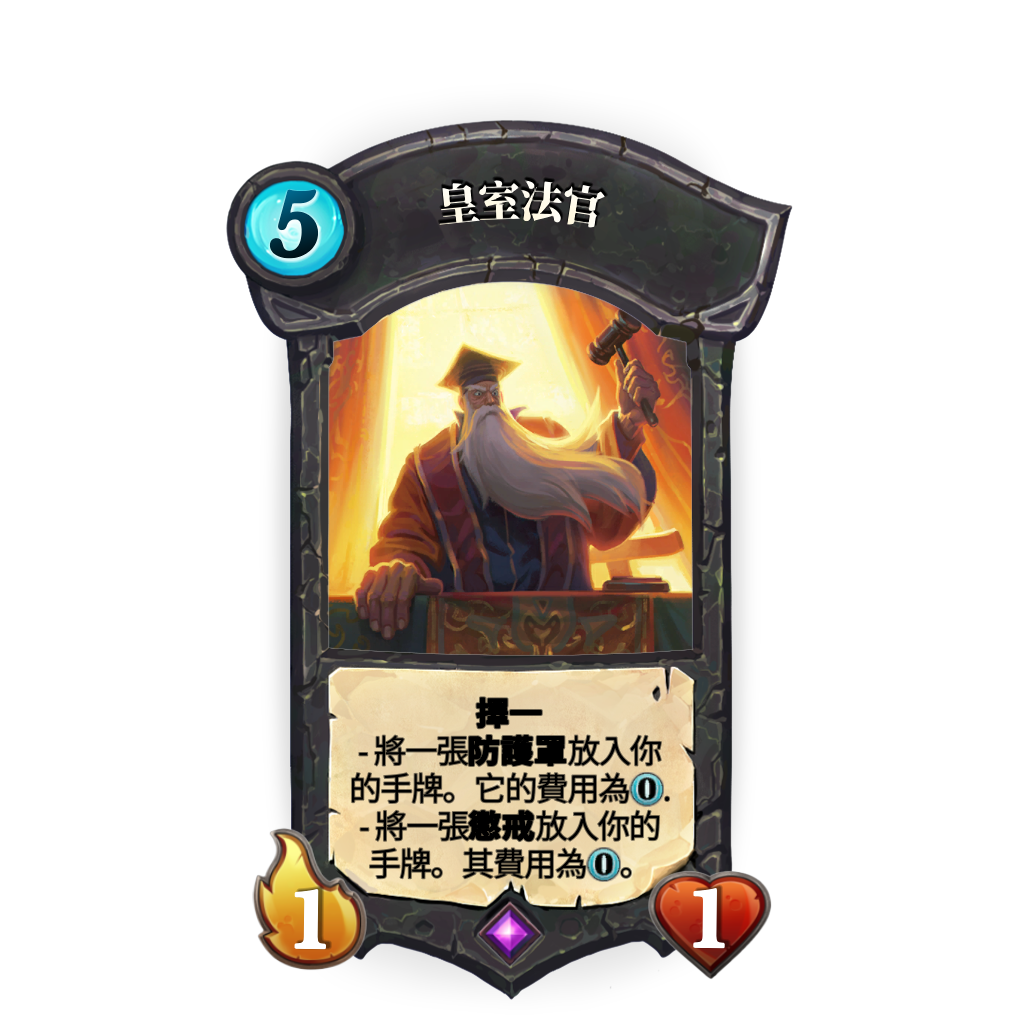 5
皇室法官
擇一
- 將一張防護罩放入你
的手牌。它的費用為0.
- 將一張懲戒放入你的
手牌。其費用為0。
1
1